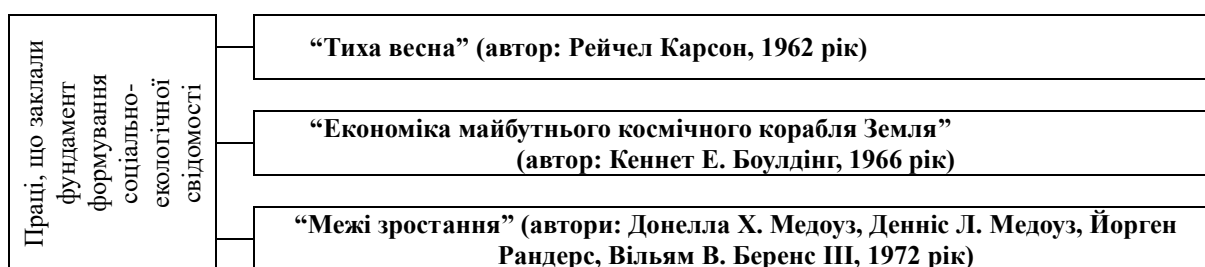 Праці, що заклали
фундамент
формування
соціально-
екологічної
свідомості
“Тиха весна” (автор: Рейчел Карсон, 1962 рік)
“Економіка майбутнього космічного корабля Земля”
(автор: Кеннет Е. Боулдінг, 1966 рік)
“Межі зростання” (автори: Донелла Х. Медоуз, Денніс Л. Медоуз, Йорген
Рандерс, Вільям В. Беренс III, 1972 рік)